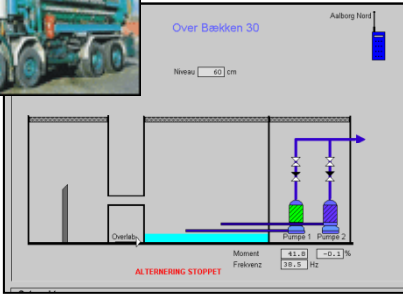 Over Bækken 30
Aalborg Nord
Niveau 60 cm
Overløb
Pumpe 1 Pumpe 2
Moment 41.8 -0.1 %
Frekvenz 38.5 Hz
ALTERNERING STOPPET